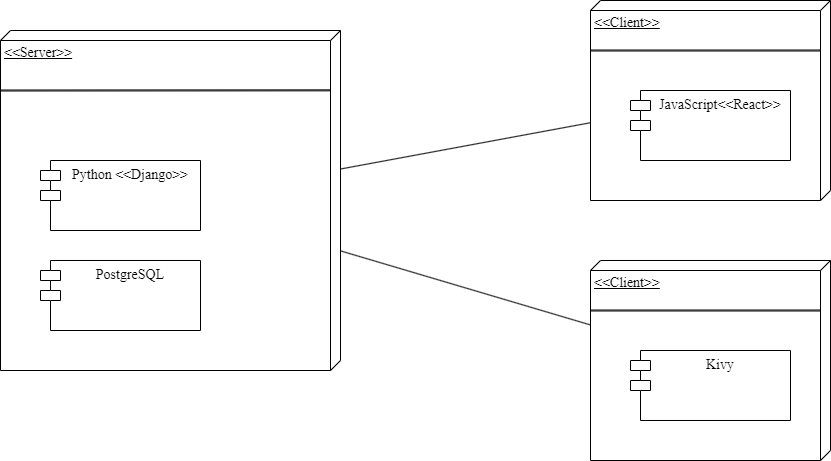 <<Server>>
Python <<Django>>
PostgreSQL
<<Client>>
JavaScript<<React>>
<<Client>>
Kivy